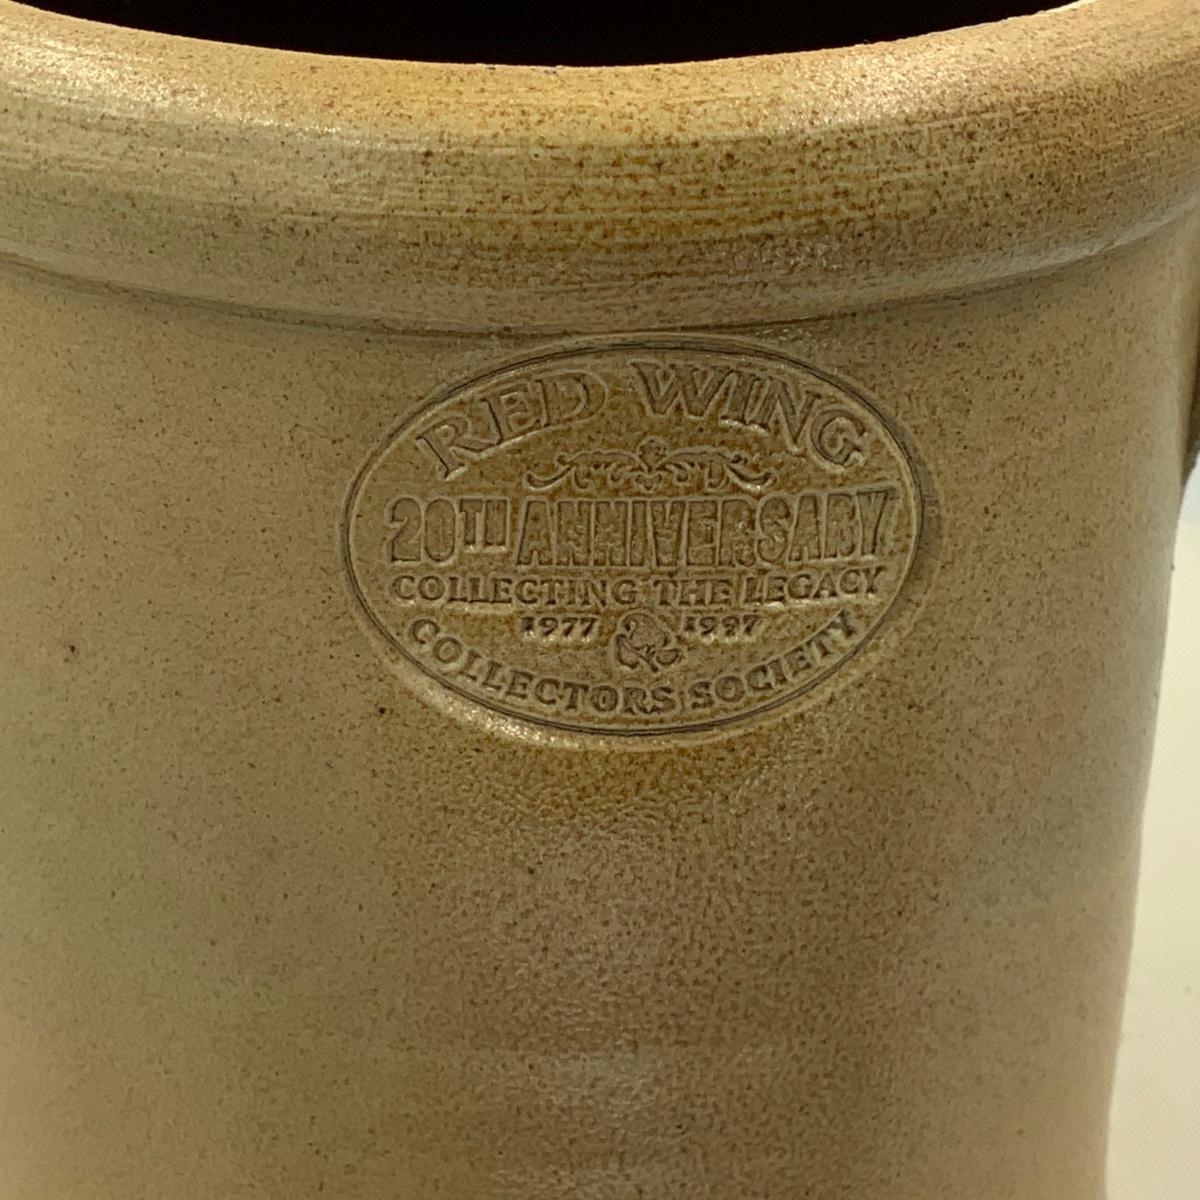 RED WING
20TH ANNIVERSARY
COLLECTING THE LEGACY
1977 & 1997
COLLECTORS SOCIETY